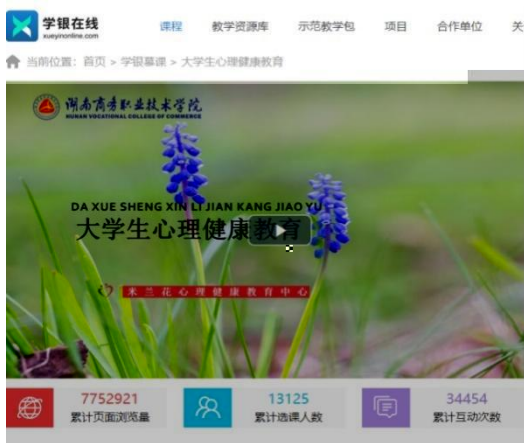 学银在线
xueyinonline.com
课程 教学资源库 示范教学包 项目 合作单位 关
当前位置: 首页 > 学银慕课 > 大学生心理健康教育
湖南商务职业技术学院
HUNAN VOCATIONAL COLLEGE OF COMMERCE
DA XUE SHENG XIN LI JIAN KANG JIAO YU
大学生心理健康教育
米兰花心理健康教育中心
7752921 13125 34454
累计页面浏览量 累计选课人数 累计互动次数